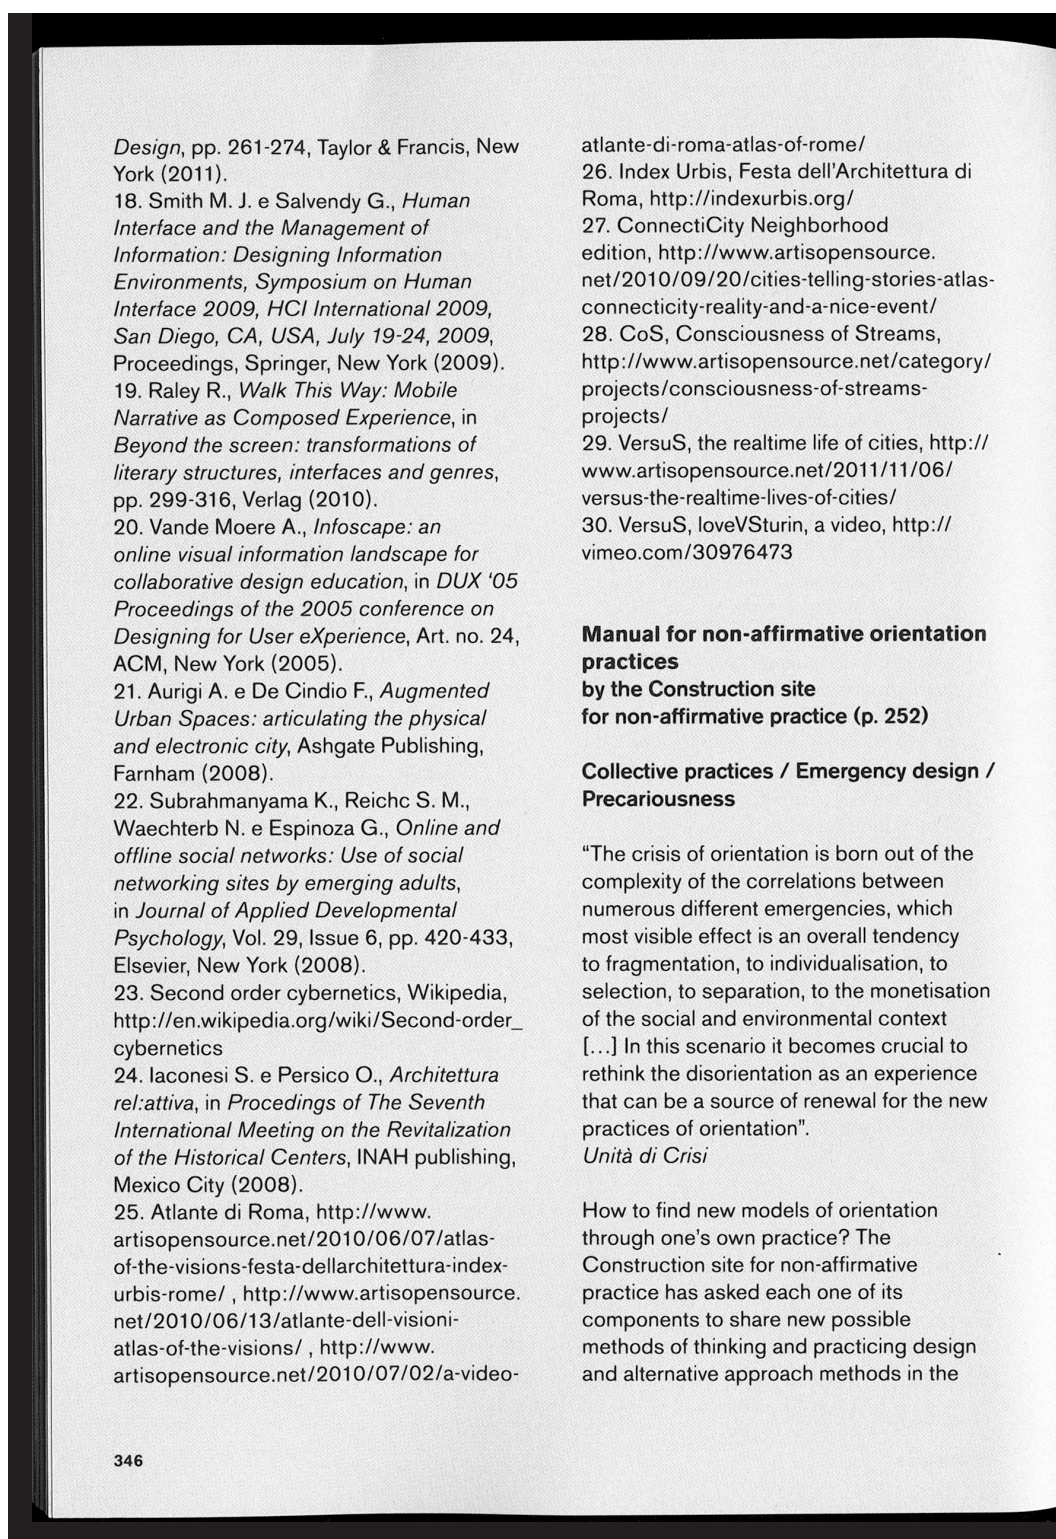 Design, pp. 261-274, Taylor & Francis, New
York (2011).
18. Smith M. J. e Salvendy G., Human
Interface and the Management of
Information: Designing Information
Environments, Symposium on Human
Interface 2009, HCI International 2009,
San Diego, CA, USA, July 19-24, 2009,
Proceedings, Springer, New York (2009).
19. Raley R., Walk This Way: Mobile
Narrative as Composed Experience, in
Beyond the screen: transformations of
literary structures, interfaces and genres,
pp. 299-316, Verlag (2010).
20. Vande Moere A., Infoscape: an
online visual information landscape for
collaborative design education, in DUX ‘05
Proceedings of the 2005 conference on
Designing for User eXperience, Art. no. 24,
ACM, New York (2005).
21. Aurigi A. e De Cindio F., Augmented
Urban Spaces: articulating the physical
and electronic city, Ashgate Publishing,
Farnham (2008).
22. Subrahmanyama K., Reichc S. M.,
Waechterb N. e Espinoza G., Online and
offline social networks: Use of social
networking sites by emerging adults,
in Journal of Applied Developmental
Psychology, Vol. 29, Issue 6, pp. 420-433,
Elsevier, New York (2008).
23. Second order cybernetics, Wikipedia,
http://en.wikipedia.org/wiki/Second-order_
cybernetics
24. Iaconesi S. e Persico O., Architettura
rel:attiva, in Procedings of The Seventh
International Meeting on the Revitalization
of the Historical Centers, INAH publishing,
Mexico City (2008).
25. Atlante di Roma, http://www.
artisopensource.net/2010/06/07/atlas-
of-the-visions-festa-dellarchitettura-index-
urbis-rome/ , http://www.artisopensource.
net/2010/06/13/atlante-dell-visioni-
atlas-of-the-visions/ , http://www.
artisopensource.net/2010/07/02/a-video-
atlante-di-roma-atlas-of-rome/
26. Index Urbis, Festa dell'Architettura di
Roma, http://indexurbis.org/
27. ConnectiCity Neighborhood
edition, http://www.artisopensource.
net/2010/09/20/cities-telling-stories-atlas-
connecticity-reality-and-a-nice-event/
28. CoS, Consciousness of Streams,
http://www.artisopensource.net/category/
projects/consciousness-of-streams-
projects/
29. VersuS, the realtime life of cities, http://
www.artisopensource.net/2011/11/06/
versus-the-realtime-lives-of-cities/
30. VersuS, loveVSturin, a video, http://
vimeo.com/30976473
Manual for non-affirmative orientation
practices
by the Construction site
for non-affirmative practice (p. 252)
Collective practices / Emergency design /
Precariousness
“The crisis of orientation is born out of the
complexity of the correlations between
numerous different emergencies, which
most visible effect is an overall tendency
to fragmentation, to individualisation, to
selection, to separation, to the monetisation
of the social and environmental context
[...] In this scenario it becomes crucial to
rethink the disorientation as an experience
that can be a source of renewal for the new
practices of orientation”.
Unità di Crisi
How to find new models of orientation
through one's own practice? The
Construction site for non-affirmative
practice has asked each one of its
components to share new possible
methods of thinking and practicing design
and alternative approach methods in the
346